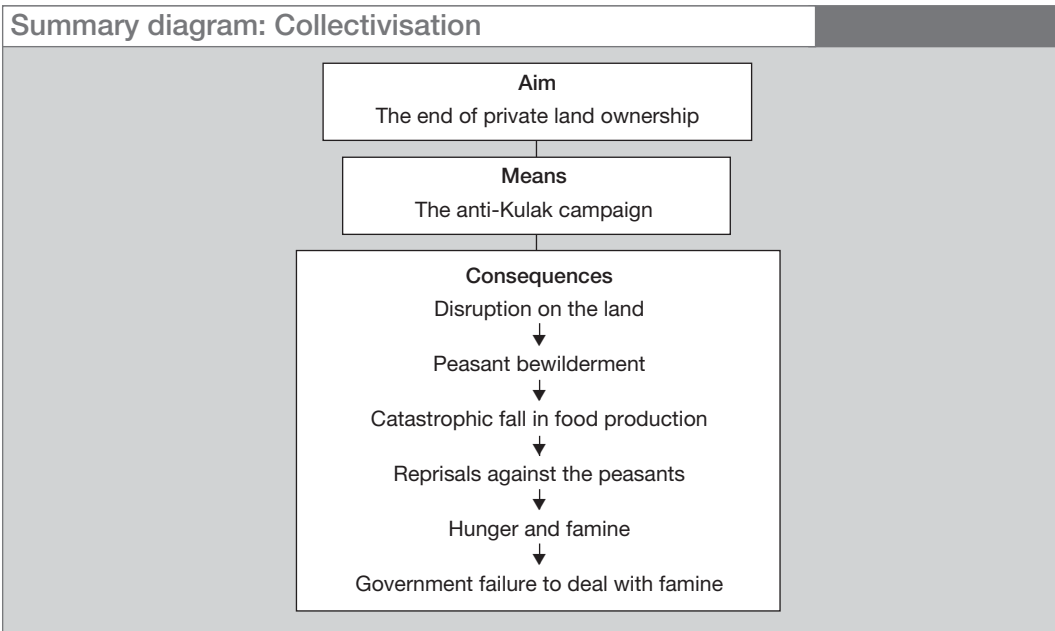 Summary diagram: Collectivisation
Aim
The end of private land ownership
Means
The anti-Kulak campaign
Consequences
Disruption on the land
Peasant bewilderment
Catastrophic fall in food production
Reprisals against the peasants
Hunger and famine
Government failure to deal with famine